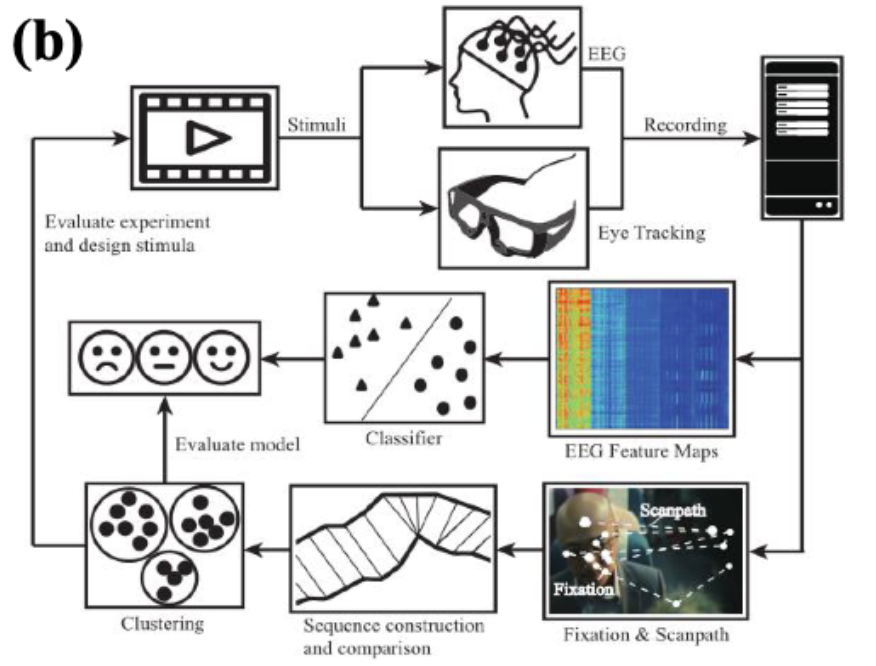 (b)
EEG
Stimuli
Recording
Evaluate experiment
and design stimula
Eye Tracking
Classifier
EEG Feature Maps
Evaluate model
Scanpath
Fixation
Clustering
Sequence construction
and comparison
Fixation & Scanpath